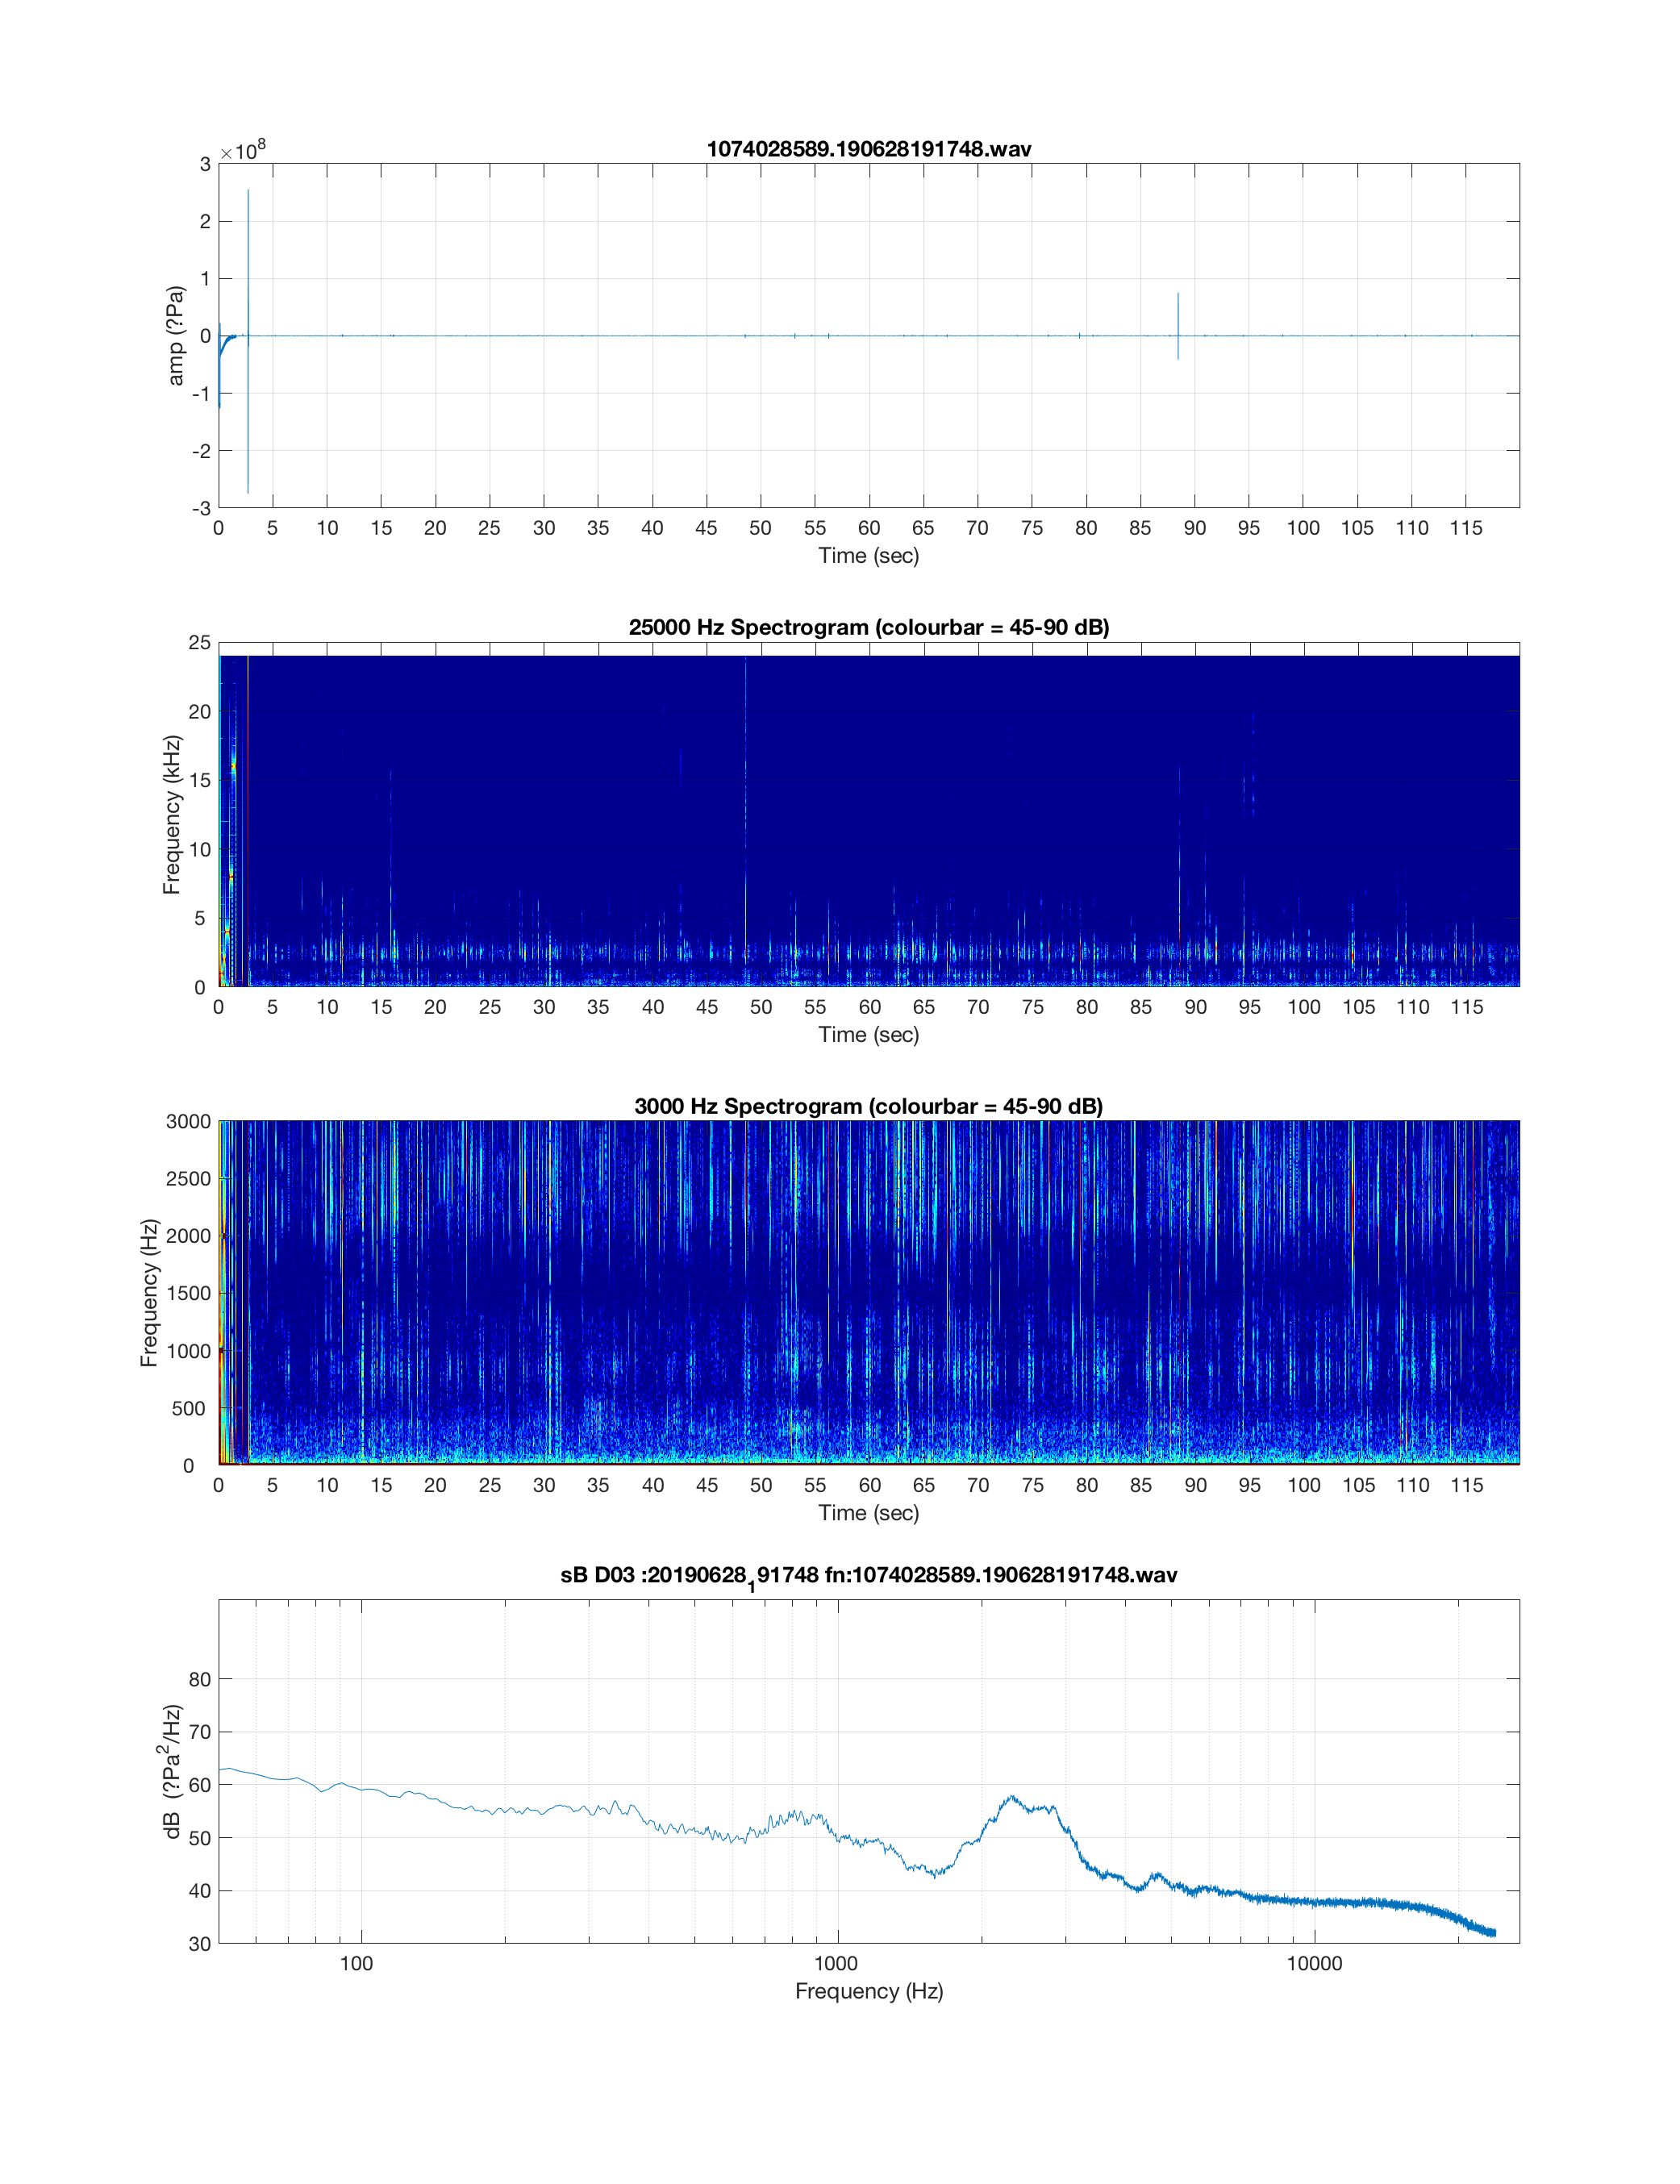 1074028589.190628191748.wav
×10⁸
3
2
1
0
-1
-2
-3
amp (?Pa)
0 5 10 15 20 25 30 35 40 45 50 55 60 65 70 75 80 85 90 95 100 105 110 115
Time (sec)
25000 Hz Spectrogram (colourbar = 45-90 dB)
25
20
15
10
5
0
Frequency (kHz)
0 5 10 15 20 25 30 35 40 45 50 55 60 65 70 75 80 85 90 95 100 105 110 115
Time (sec)
3000 Hz Spectrogram (colourbar = 45-90 dB)
3000
2500
2000
1500
1000
500
0
Frequency (Hz)
0 5 10 15 20 25 30 35 40 45 50 55 60 65 70 75 80 85 90 95 100 105 110 115
Time (sec)
sB D03 :20190628₁91748 fn:1074028589.190628191748.wav
80
70
60
50
40
30
dB (?Pa²/Hz)
100 1000 10000
Frequency (Hz)